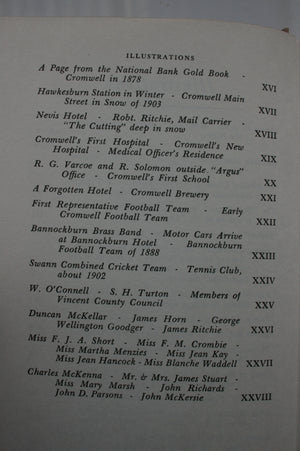 ILLUSTRATIONS
A Page from the National Bank Gold Book -
Cromwell in 1878
XVI
Hawkesburn Station in Winter - Cromwell Main
Street in Snow of 1903
XVII
Nevis Hotel - Robt. Ritchie, Mail Carrier -
"The Cutting" deep in snow
XVIII
Cromwell's First Hospital - Cromwell's New
Hospital - Medical Officer's Residence
XIX
R. G. Varcoe and R. Solomon outside "Argus"
Office - Cromwell's First School
XX
A Forgotten Hotel - Cromwell Brewery
XXI
First Representative Football Team - Early
Cromwell Football Team
XXII
Bannockburn Brass Band - Motor Cars Arrive
at Bannockburn Hotel - Bannockburn
Football Team of 1888
XXIII
Swann Combined Cricket Team - Tennis Club,
about 1902
XXIV
W. O'Connell - S. H. Turton - Members of
Vincent County Council
XXV
Duncan McKellar - James Horn - George
Wellington Goodger - James Ritchie
XXVI
Miss F. J. A. Short - Miss F. M. Crombie -
Miss Martha Menzies - Miss Jean Kay -
Miss Jean Hancock - Miss Blanche Waddell
XXVII
Charles McKenna - Mr. & Mrs. James Stuart -
Miss Mary Marsh - John Richards -
John D. Parsons - John McKersie
XXVIII